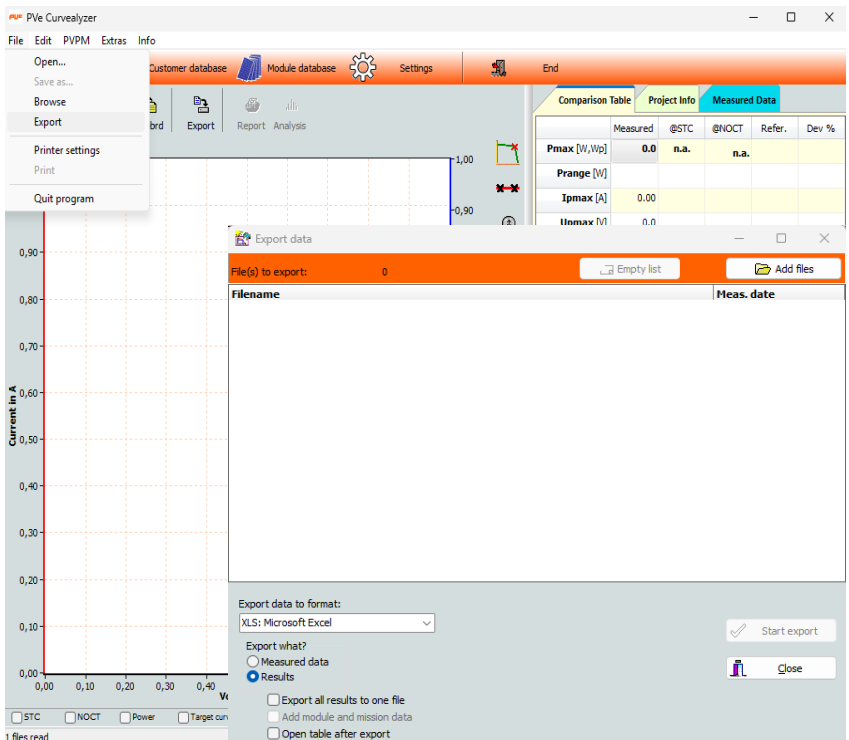 PVe PVe Curvealyzer
File Edit PVPM Extras Info
Open...
Save as...
Browse
Export
Printer settings
Print
Quit program
Customer database Module database Settings End
Export Report Analysis
Comparison Table Project Info Measured Data
Measured @STC @NOCT Refer. Dev %
Pmax [W,Wp] 0.0 n.a. n.a.
Prange [W]
Ipmax [A] 0.00
Upmax [V] 0.0
1,00
0,90
Export data
File(s) to export: 0 Empty list Add files
Filename Meas. date
0,90
0,80
0,70
0,60
0,50
0,40
0,30
0,20
0,10
0,00
Current in A
0,00 0,10 0,20 0,30 0,40
Export data to format:
XLS: Microsoft Excel
Export what?
Measured data
Results
Export all results to one file
Add module and mission data
Open table after export
Start export
Close
STC NOCT Power Target curv
1 files read